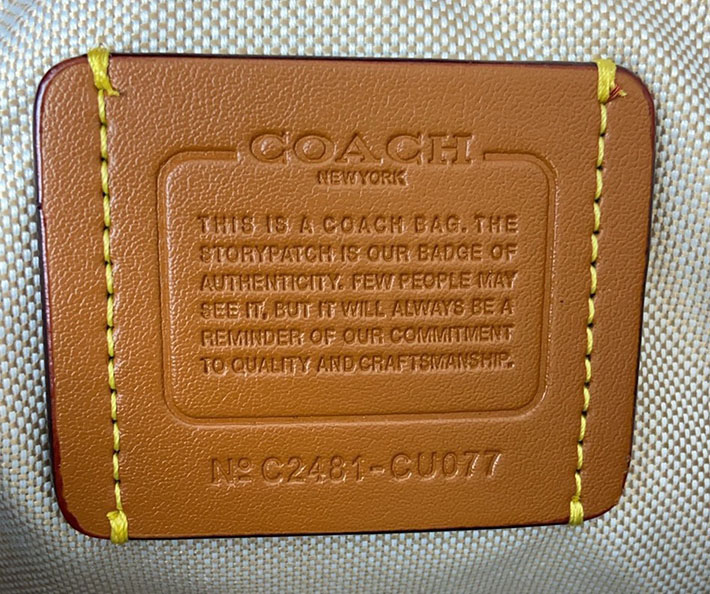 COACH
NEW YORK
THIS IS A COACH BAG. THE
STORYPATCH IS OUR BADGE OF
AUTHENTICITY. FEW PEOPLE MAY
SEE IT, BUT IT WILL ALWAYS BE A
REMINDER OF OUR COMMITMENT
TO QUALITY AND CRAFTSMANSHIP.
Nº C2481-CU077